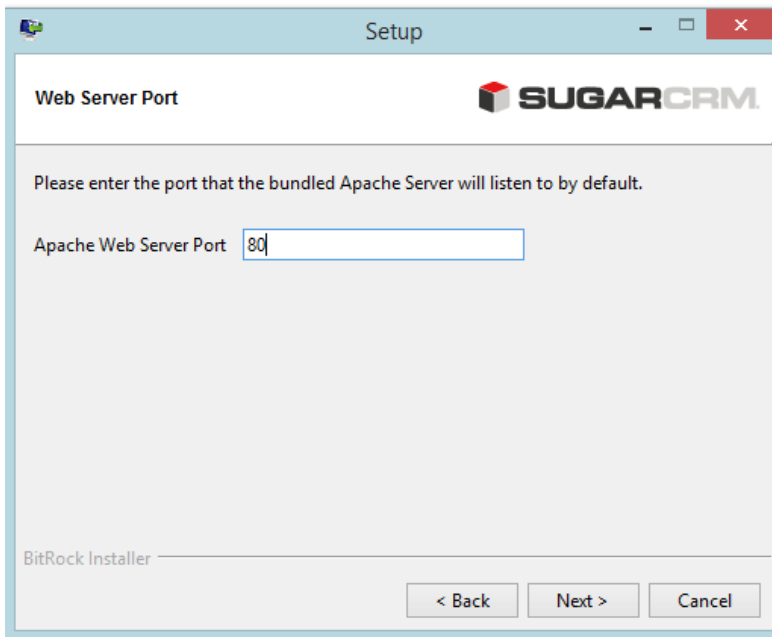 Setup
Web Server Port
SUGARCRM.
Please enter the port that the bundled Apache Server will listen to by default.
Apache Web Server Port 80
BitRock Installer
< Back Next > Cancel